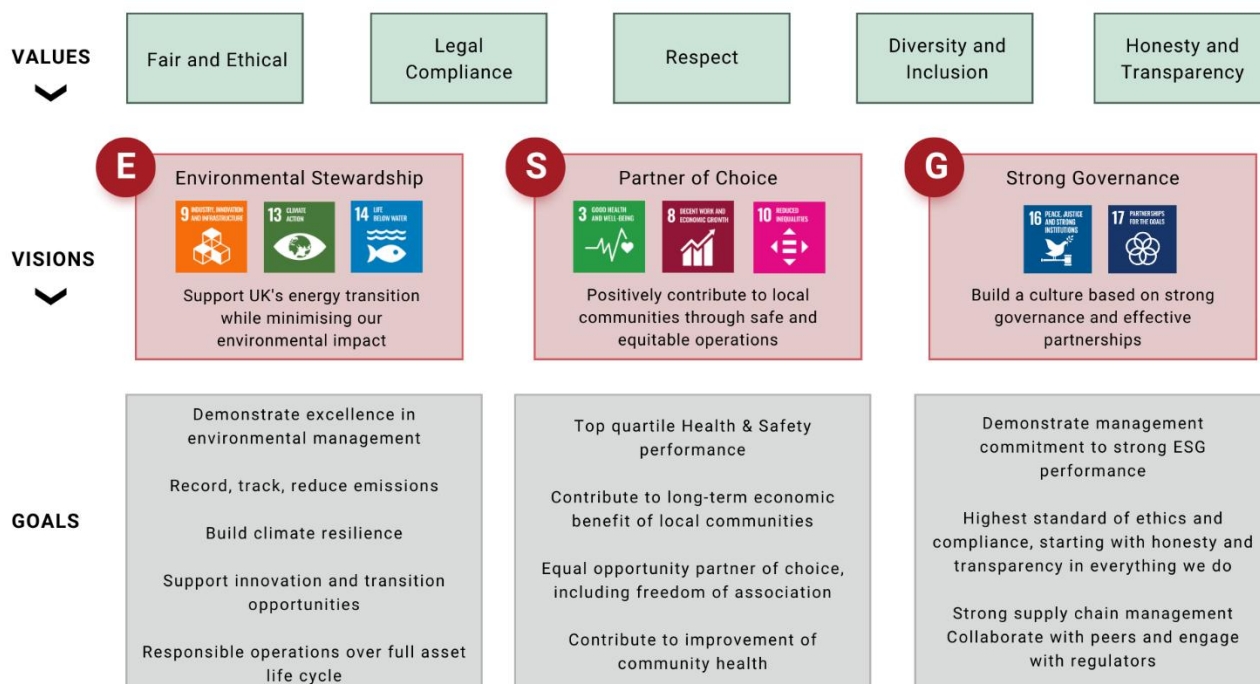 VALUES
Fair and Ethical
Legal
Compliance
Respect
Diversity and
Inclusion
Honesty and
Transparency
VISIONS
E
Environmental Stewardship
9 INDUSTRY, INNOVATION
AND INFRASTRUCTURE
13 CLIMATE
ACTION
14 LIFE
BELOW WATER
Support UK's energy transition
while minimising our
environmental impact
S
Partner of Choice
3 GOOD HEALTH
AND WELL-BEING
8 DECENT WORK AND
ECONOMIC GROWTH
10 REDUCED
INEQUALITIES
Positively contribute to local
communities through safe and
equitable operations
G
Strong Governance
16 PEACE, JUSTICE
AND STRONG
INSTITUTIONS
17 PARTNERSHIPS
FOR THE GOALS
Build a culture based on strong
governance and effective
partnerships
GOALS
Demonstrate excellence in
environmental management
Record, track, reduce emissions
Build climate resilience
Support innovation and transition
opportunities
Responsible operations over full asset
life cycle
Top quartile Health & Safety
performance
Contribute to long-term economic
benefit of local communities
Equal opportunity partner of choice,
including freedom of association
Contribute to improvement of
community health
Demonstrate management
commitment to strong ESG
performance
Highest standard of ethics and
compliance, starting with honesty and
transparency in everything we do
Strong supply chain management
Collaborate with peers and engage
with regulators